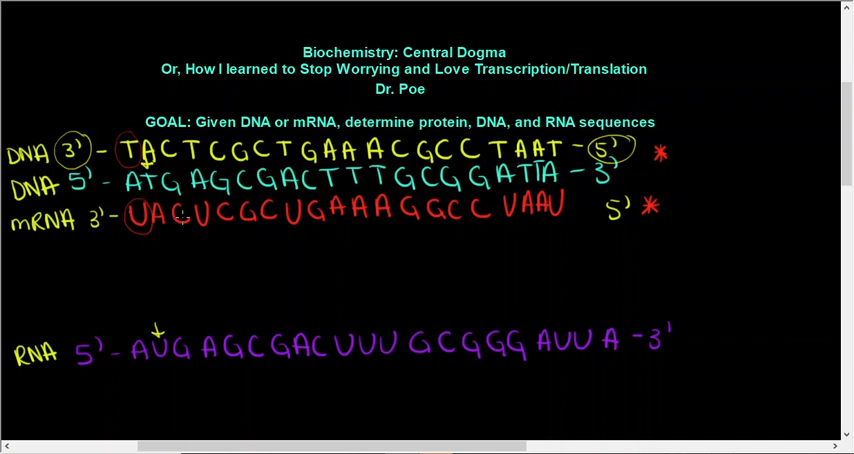 Biochemistry: Central Dogma
Or, How I learned to Stop Worrying and Love Transcription/Translation
Dr. Poe
GOAL: Given DNA or mRNA, determine protein, DNA, and RNA sequences
DNA 3' - TACTCGCTGAAACGCCTAAT - 5' *
DNA 5' - ATGAGCGACTTTGCGGATTA - 3'
mRNA 3' - UAGUCGCUGAAAGGCCUAAU 5' *
RNA 5' - AUG AGCGAC UUU GCGGG AUUA - 3'